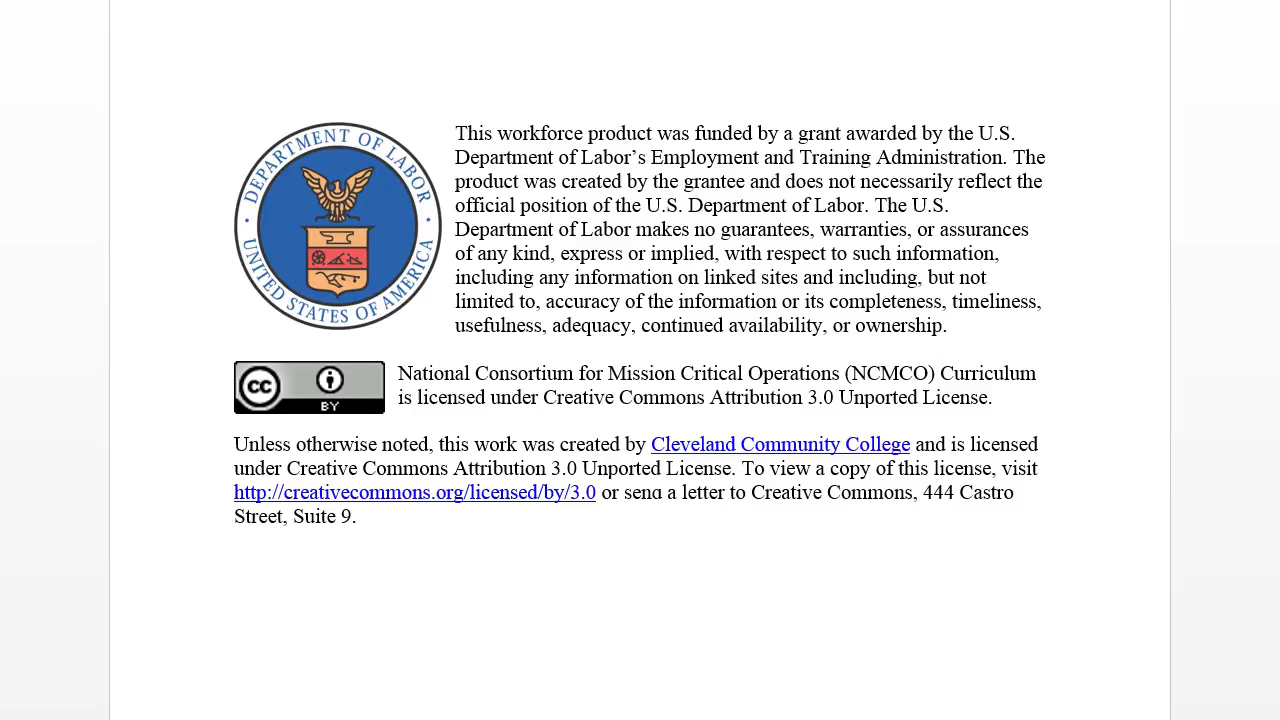 DEPARTMENT OF LABOR
UNITED STATES OF AMERICA
This workforce product was funded by a grant awarded by the U.S.
Department of Labor’s Employment and Training Administration. The
product was created by the grantee and does not necessarily reflect the
official position of the U.S. Department of Labor. The U.S.
Department of Labor makes no guarantees, warranties, or assurances
of any kind, express or implied, with respect to such information,
including any information on linked sites and including, but not
limited to, accuracy of the information or its completeness, timeliness,
usefulness, adequacy, continued availability, or ownership.
cc
BY
National Consortium for Mission Critical Operations (NCMCO) Curriculum
is licensed under Creative Commons Attribution 3.0 Unported License.
Unless otherwise noted, this work was created by Cleveland Community College and is licensed
under Creative Commons Attribution 3.0 Unported License. To view a copy of this license, visit
http://creativecommons.org/licensed/by/3.0 or send a letter to Creative Commons, 444 Castro
Street, Suite 9.